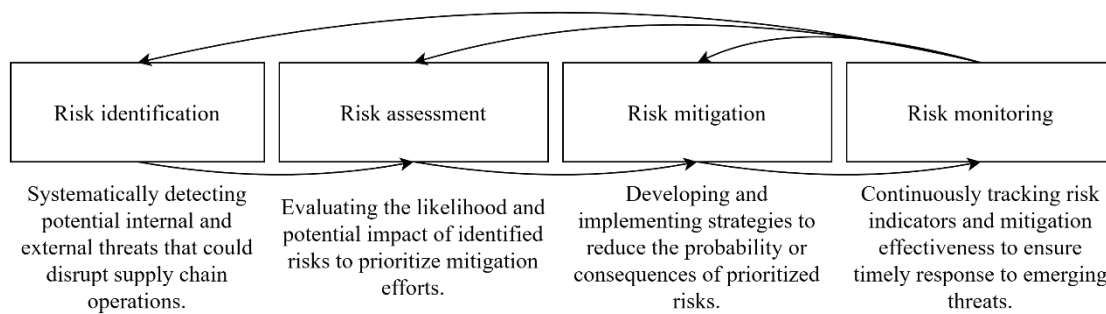 Risk identification
Risk assessment
Risk mitigation
Risk monitoring
Systematically detecting
potential internal and
external threats that could
disrupt supply chain
operations.
Evaluating the likelihood and
potential impact of identified
risks to prioritize mitigation
efforts.
Developing and
implementing strategies to
reduce the probability or
consequences of prioritized
risks.
Continuously tracking risk
indicators and mitigation
effectiveness to ensure
timely response to emerging
threats.